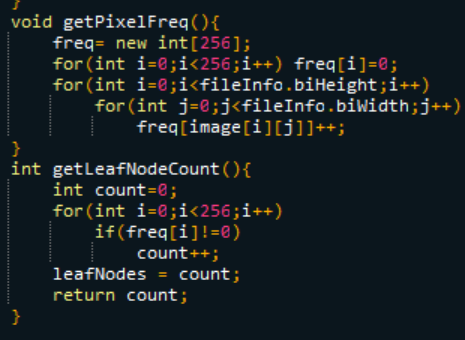 }
void getPixelFreq(){
    freq= new int[256];
    for(int i=0;i<256;i++) freq[i]=0;
    for(int i=0;i<fileInfo.biHeight;i++)
        for(int j=0;j<fileInfo.biWidth;j++)
            freq[image[i][j]]++;
}
int getLeafNodeCount(){
    int count=0;
    for(int i=0;i<256;i++)
        if(freq[i]!=0)
            count++;
    leafNodes = count;
    return count;
}